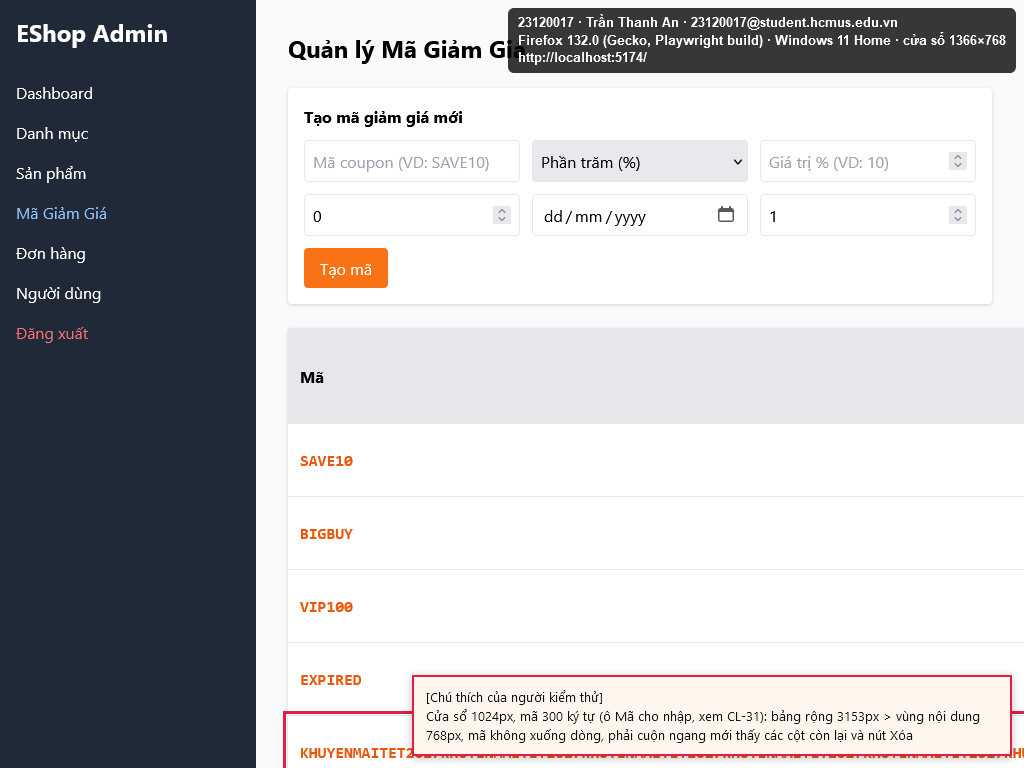 EShop Admin
Dashboard
Danh mục
Sản phẩm
Mã Giảm Giá
Đơn hàng
Người dùng
Đăng xuất
23120017 · Trần Thanh An · 23120017@student.hcmus.edu.vn
Firefox 132.0 (Gecko, Playwright build) · Windows 11 Home · cửa sổ 1366×768
http://localhost:5174/
Quản lý Mã Giảm Giá
Tạo mã giảm giá mới
Mã coupon (VD: SAVE10)
Phần trăm (%)
Giá trị % (VD: 10)
0
dd / mm / yyyy
1
Tạo mã
Mã
SAVE10
BIGBUY
VIP100
EXPIRED
[Chú thích của người kiểm thử]
Cửa sổ 1024px, mã 300 ký tự (ô Mã cho nhập, xem CL-31): bảng rộng 3153px > vùng nội dung
768px, mã không xuống dòng, phải cuộn ngang mới thấy các cột còn lại và nút Xóa